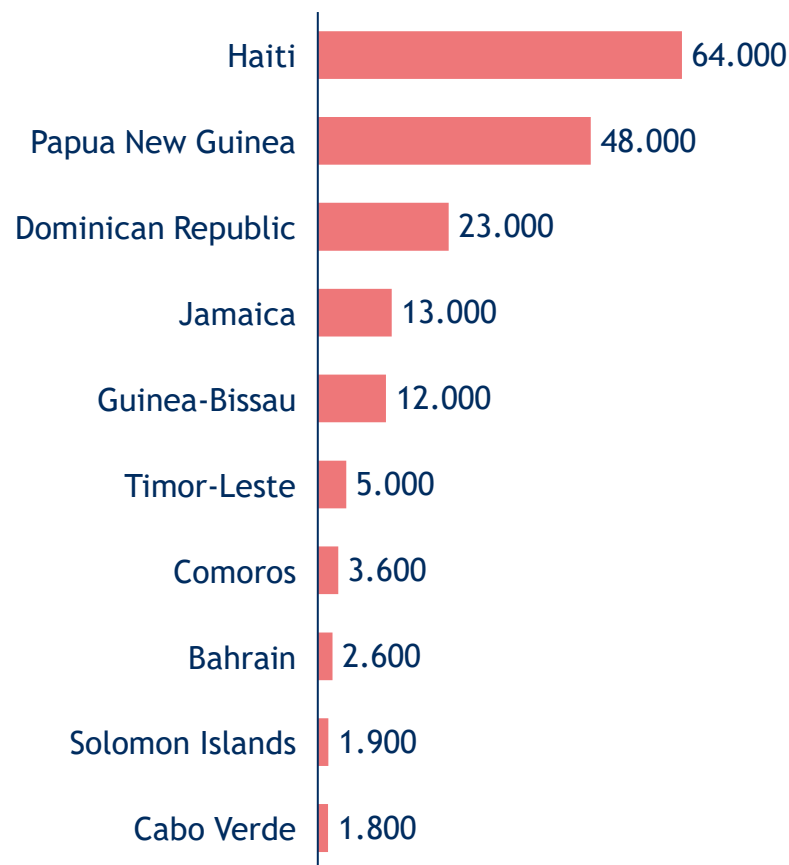 Haiti 64.000
Papua New Guinea 48.000
Dominican Republic 23.000
Jamaica 13.000
Guinea-Bissau 12.000
Timor-Leste 5.000
Comoros 3.600
Bahrain 2.600
Solomon Islands 1.900
Cabo Verde 1.800